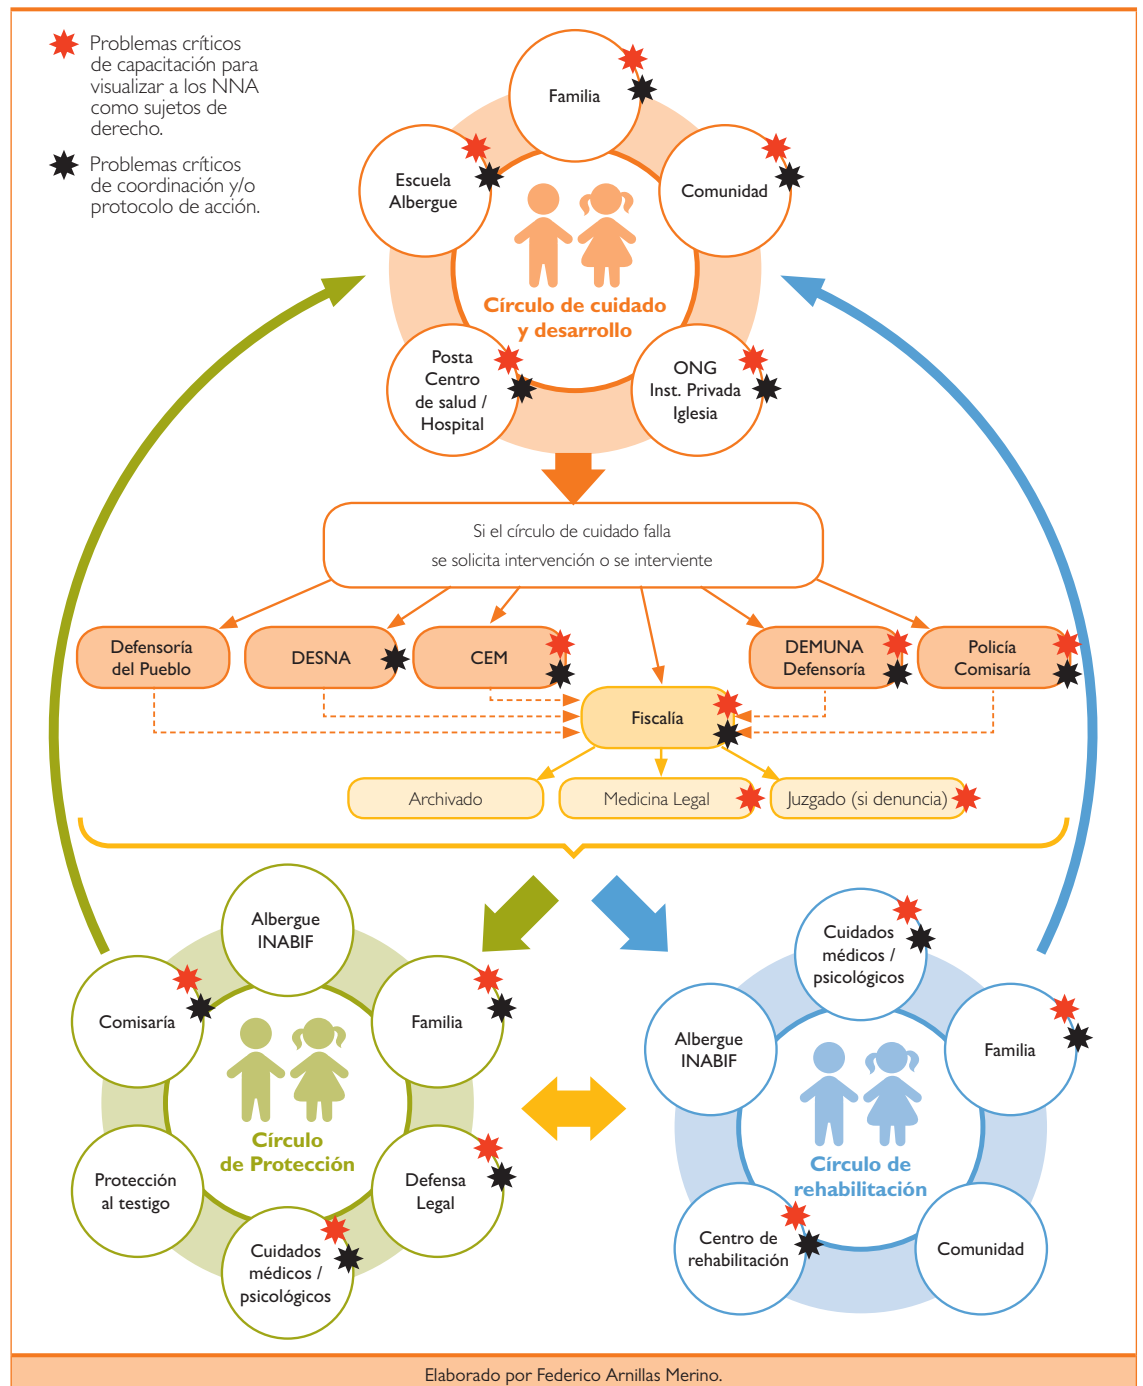 Problemas críticos
de capacitación para
visualizar a los NNA
como sujetos de
derecho.
Problemas críticos
de coordinación y/o
protocolo de acción.
Familia
Escuela
Albergue
Comunidad
Círculo de cuidado
y desarrollo
Posta
Centro
de salud /
Hospital
ONG
Inst. Privada
Iglesia
Si el círculo de cuidado falla
se solicita intervención o se interviente
Defensoría
del Pueblo
DESNA
CEM
DEMUNA
Defensoría
Policía
Comisaría
Fiscalía
Archivado
Medicina Legal
Juzgado (si denuncia)
Albergue
INABIF
Comisaría
Familia
Círculo
de Protección
Protección
al testigo
Defensa
Legal
Cuidados
médicos /
psicológicos
Cuidados
médicos /
psicológicos
Albergue
INABIF
Familia
Círculo de
rehabilitación
Centro de
rehabilitación
Comunidad
Elaborado por Federico Arnillas Merino.